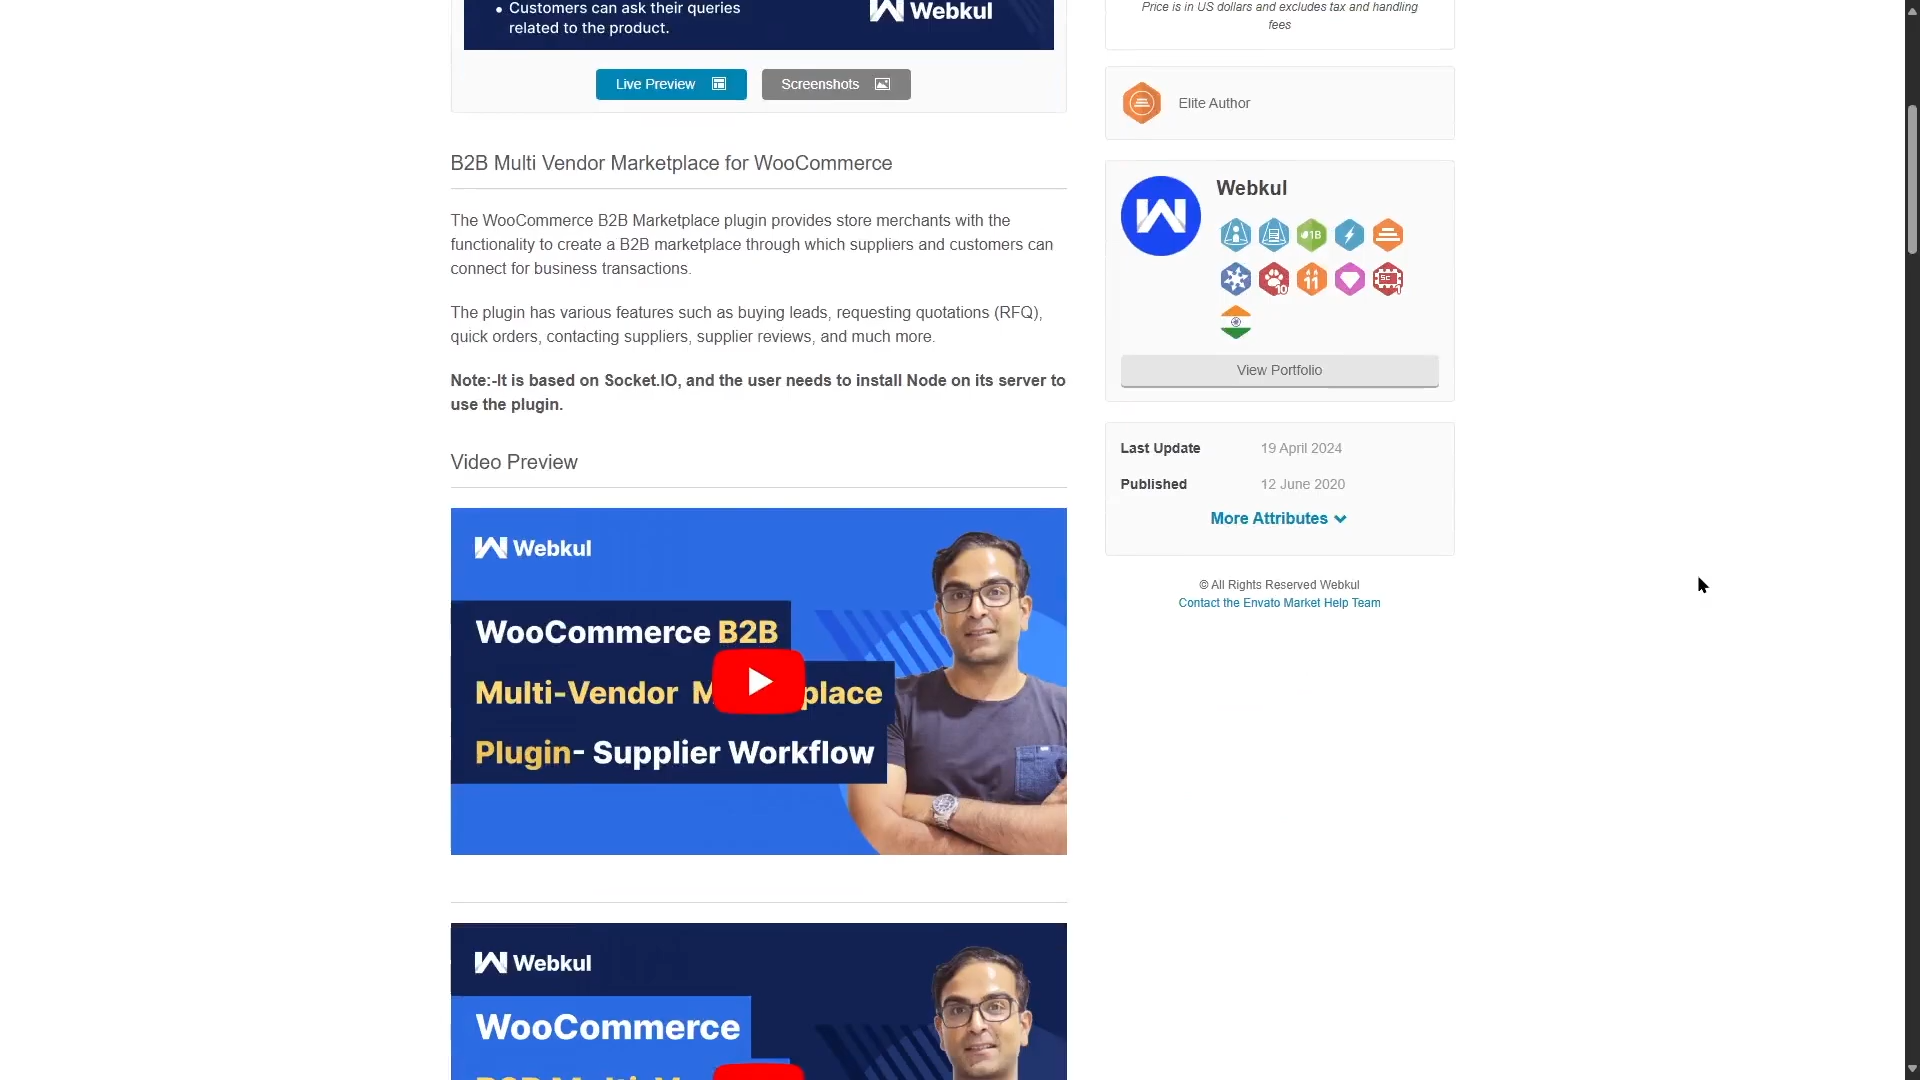 Customers can ask their queries
related to the product.
Webkul
Live Preview
Screenshots
B2B Multi Vendor Marketplace for WooCommerce
The WooCommerce B2B Marketplace plugin provides store merchants with the
functionality to create a B2B marketplace through which suppliers and customers can
connect for business transactions.
The plugin has various features such as buying leads, requesting quotations (RFQ),
quick orders, contacting suppliers, supplier reviews, and much more.
Note:-It is based on Socket.IO, and the user needs to install Node on its server to
use the plugin.
Video Preview
Webkul
WooCommerce B2B
Multi-Vendor M place
Plugin- Supplier Workflow
Webkul
WooCommerce
Price is in US dollars and excludes tax and handling
fees
Elite Author
Webkul
1B
10
11
SC
1
View Portfolio
Last Update 19 April 2024
Published 12 June 2020
More Attributes
© All Rights Reserved Webkul
Contact the Envato Market Help Team